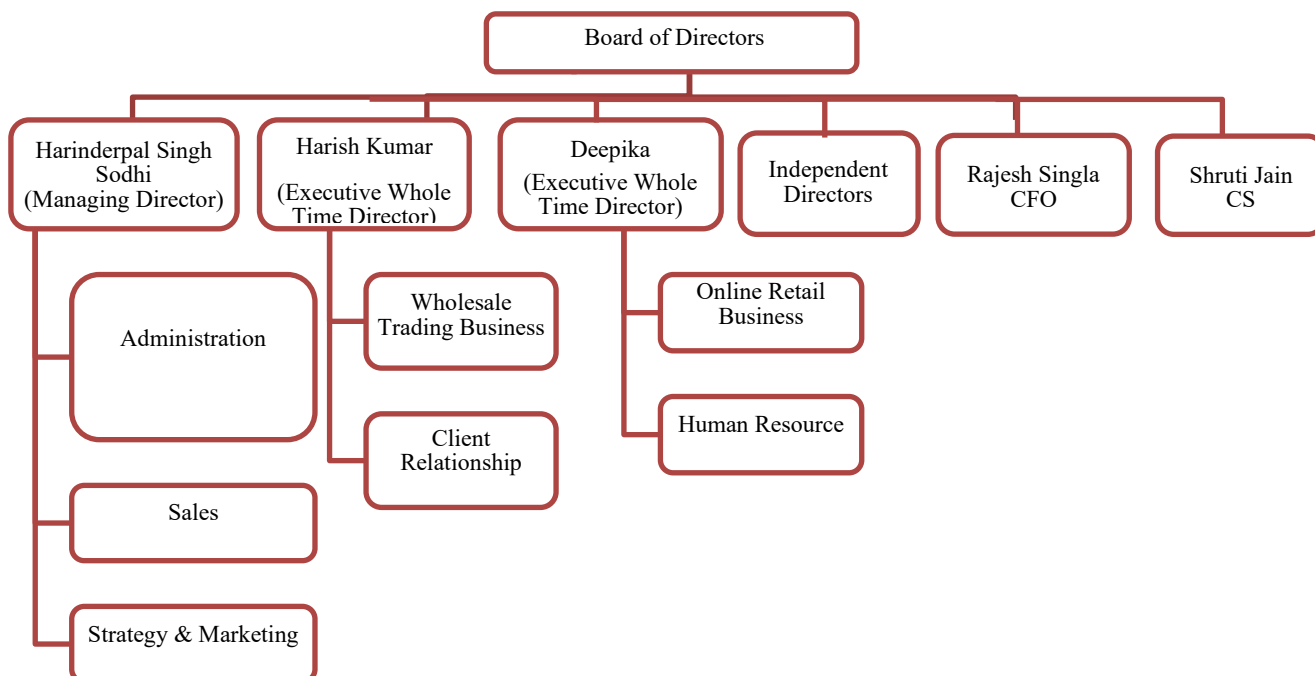 Board of Directors
Harinderpal Singh
Sodhi
(Managing Director)
Harish Kumar
(Executive Whole
Time Director)
Deepika
(Executive Whole
Time Director)
Independent
Directors
Rajesh Singla
CFO
Shruti Jain
CS
Administration
Wholesale
Trading Business
Online Retail
Business
Client
Relationship
Human Resource
Sales
Strategy & Marketing